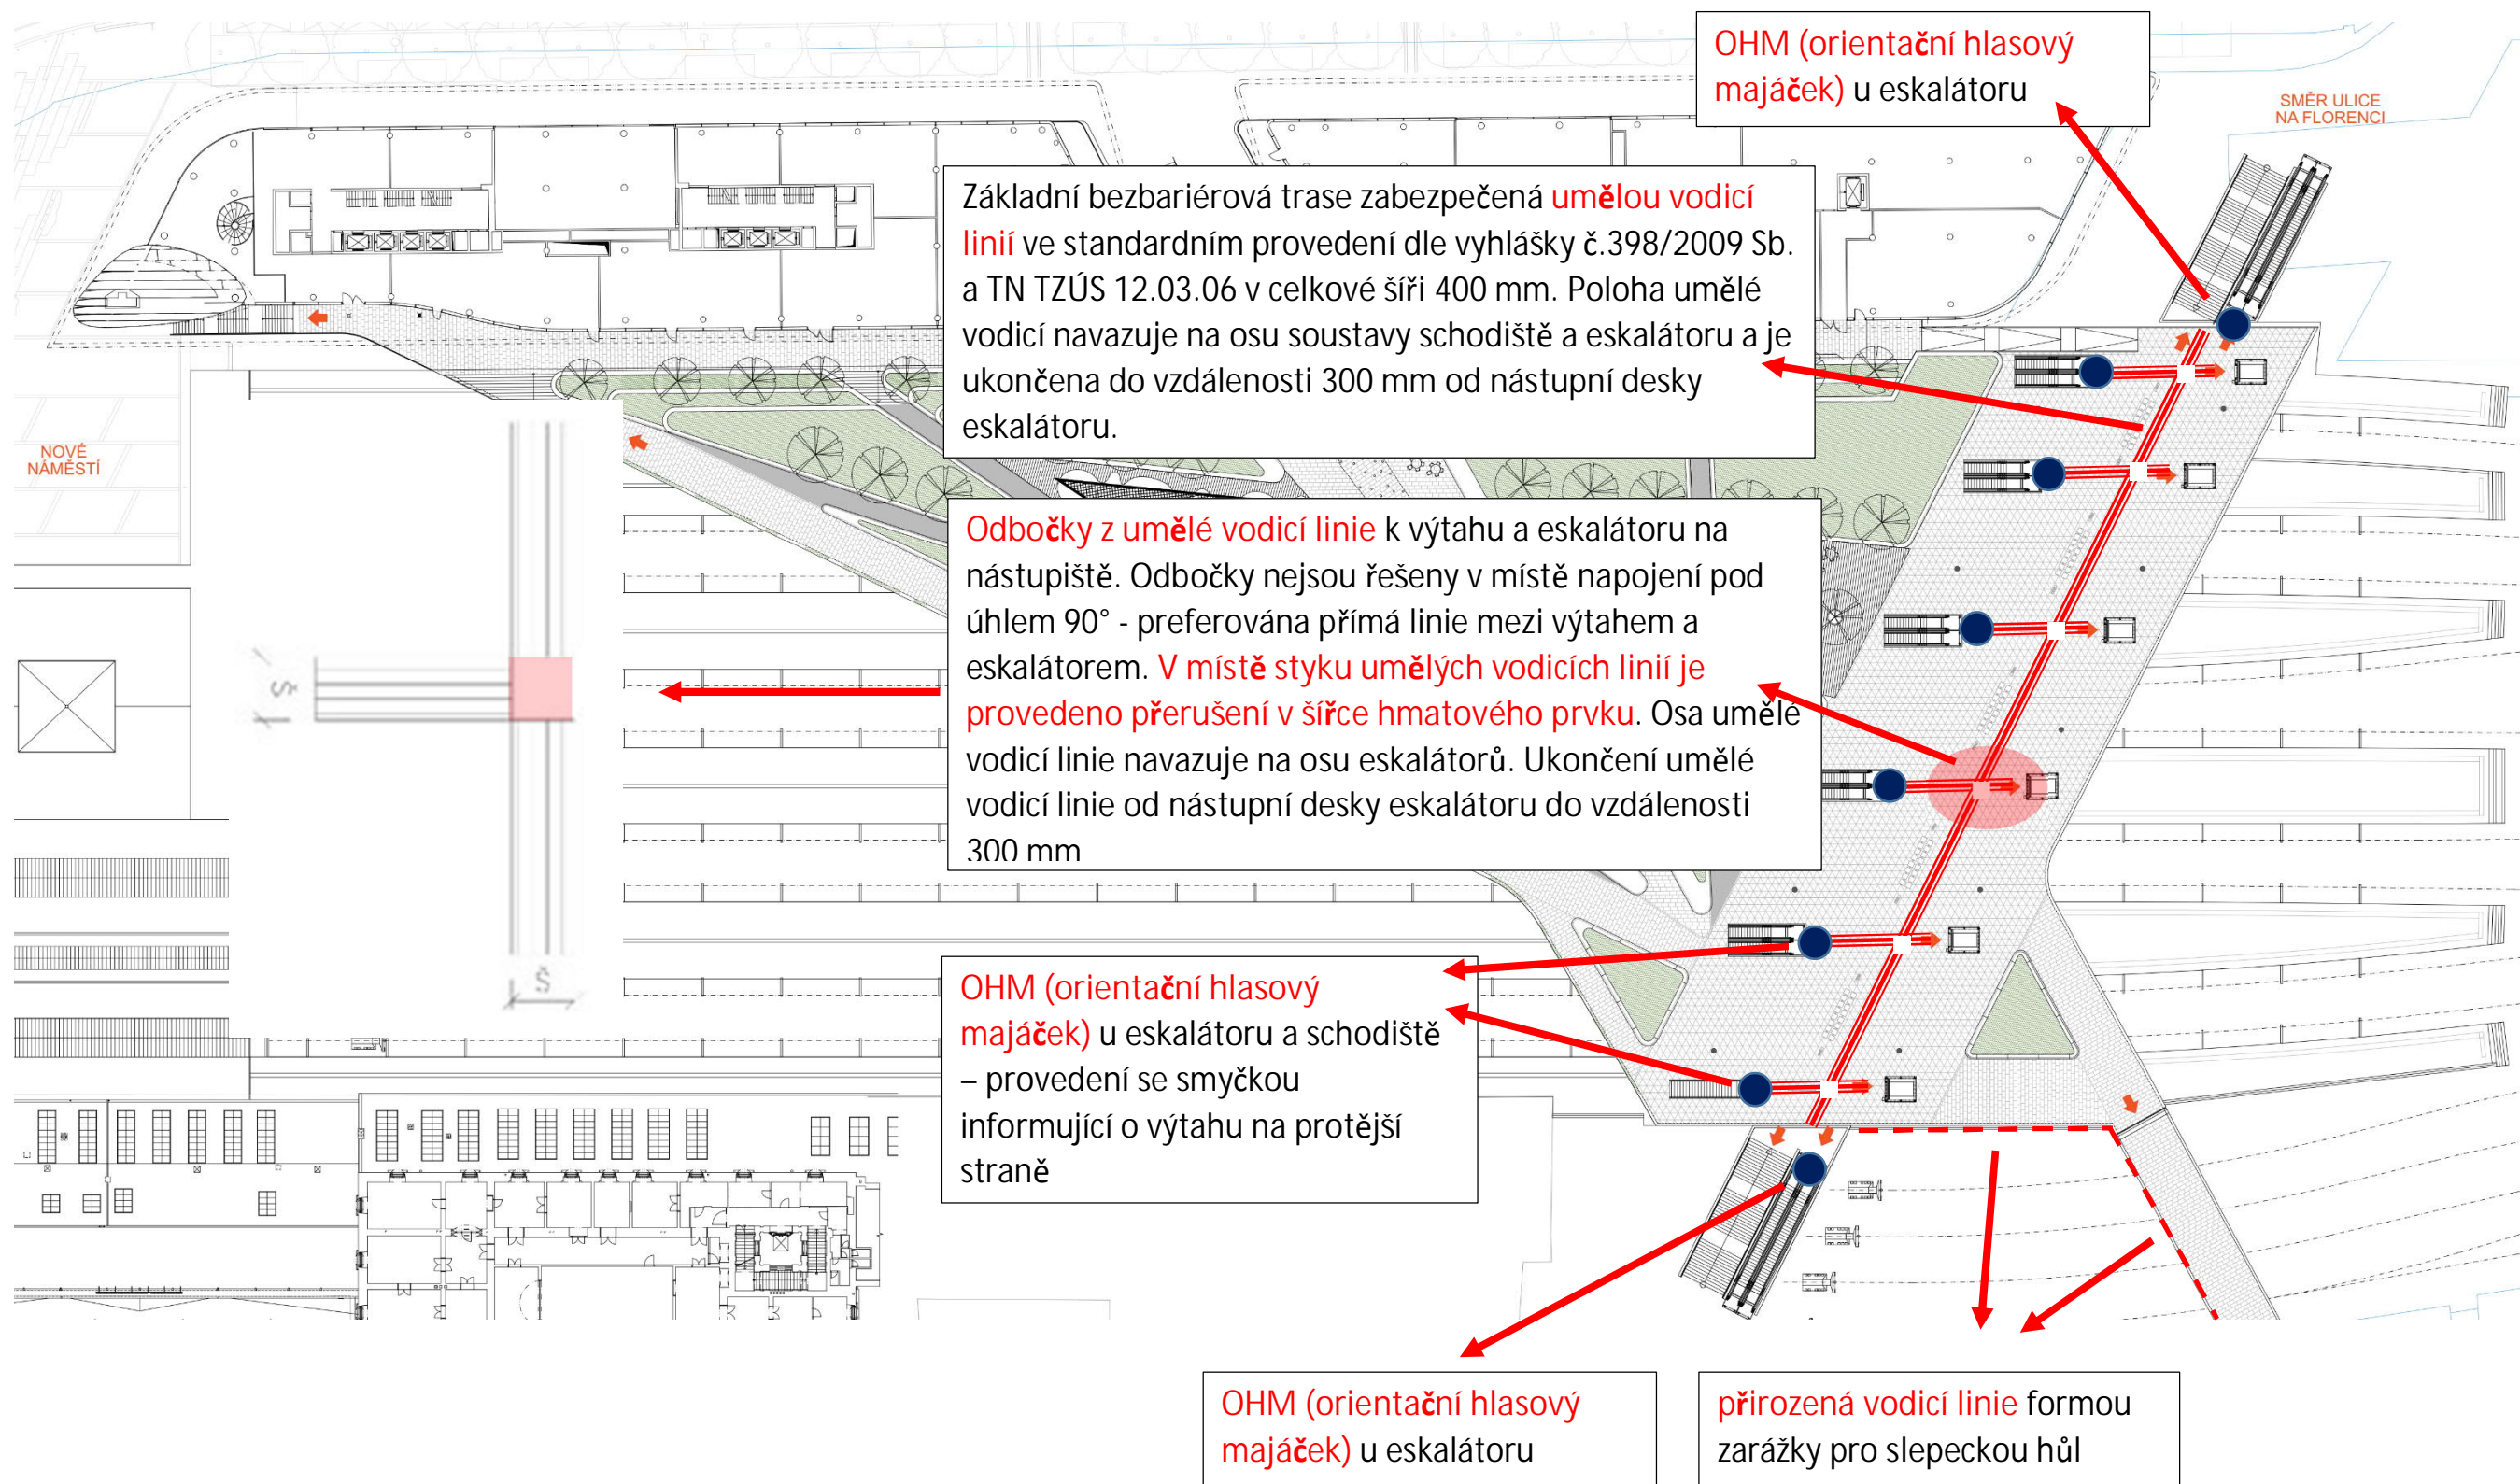 OHM (orientační hlasový
majáček) u eskalátoru
SMĚR ULICE
NA FLORENCI
Základní bezbariérová trase zabezpečená umělou vodicí
linií ve standardním provedení dle vyhlášky č.398/2009 Sb.
a TN TZÚS 12.03.06 v celkové šíři 400 mm. Poloha umělé
vodicí navazuje na osu soustavy schodiště a eskalátoru a je
ukončena do vzdálenosti 300 mm od nástupní desky
eskalátoru.
NOVÉ
NÁMĚSTÍ
Odbočky z umělé vodicí linie k výtahu a eskalátoru na
nástupiště. Odbočky nejsou řešeny v místě napojení pod
úhlem 90° - preferována přímá linie mezi výtahem a
eskalátorem. V místě styku umělých vodicích linií je
provedeno přerušení v šířce hmatového prvku. Osa umělé
vodicí linie navazuje na osu eskalátorů. Ukončení umělé
vodicí linie od nástupní desky eskalátoru do vzdálenosti
300 mm
Š
Š
OHM (orientační hlasový
majáček) u eskalátoru a schodiště
– provedení se smyčkou
informující o výtahu na protější
straně
OHM (orientační hlasový
majáček) u eskalátoru
přirozená vodicí linie formou
zarážky pro slepeckou hůl